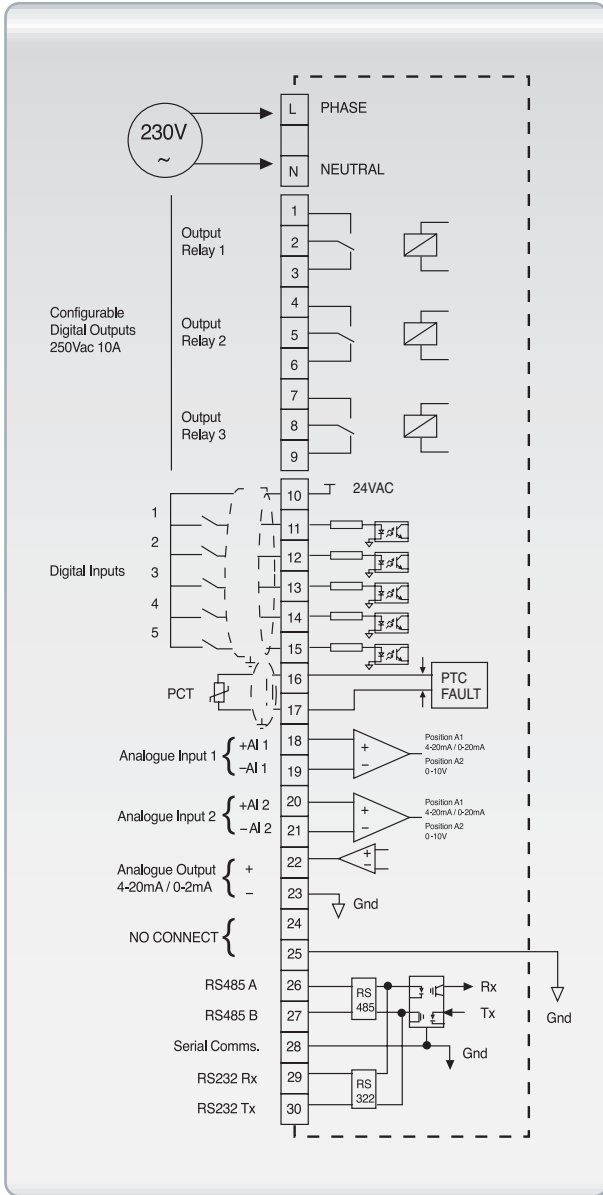 L PHASE
230V
~
N NEUTRAL
1
Output
Relay 1
2
3
4
Configurable
Digital Outputs
250Vac 10A
Output
Relay 2
5
6
7
Output
Relay 3
8
9
10 24VAC
1
11
2
12
Digital Inputs
3
13
4
14
5
15
16
PCT
PTC
FAULT
17
Analogue Input 1 { +AI 1 18
–AI 1 19
+
–
Position A1
4-20mA / 0-20mA
Position A2
0-10V
Analogue Input 2 { +AI 2 20
– AI 2 21
+
–
Position A1
4-20mA / 0-20mA
Position A2
0-10V
Analogue Output
4-20mA / 0-2mA { + 22
– 23
+
–
Gnd
NO CONNECT { 24
25
Gnd
RS485 A 26
RS485 B 27
RS
485
Rx
Tx
Serial Comms. 28
Gnd
RS232 Rx 29
RS232 Tx 30
RS
322